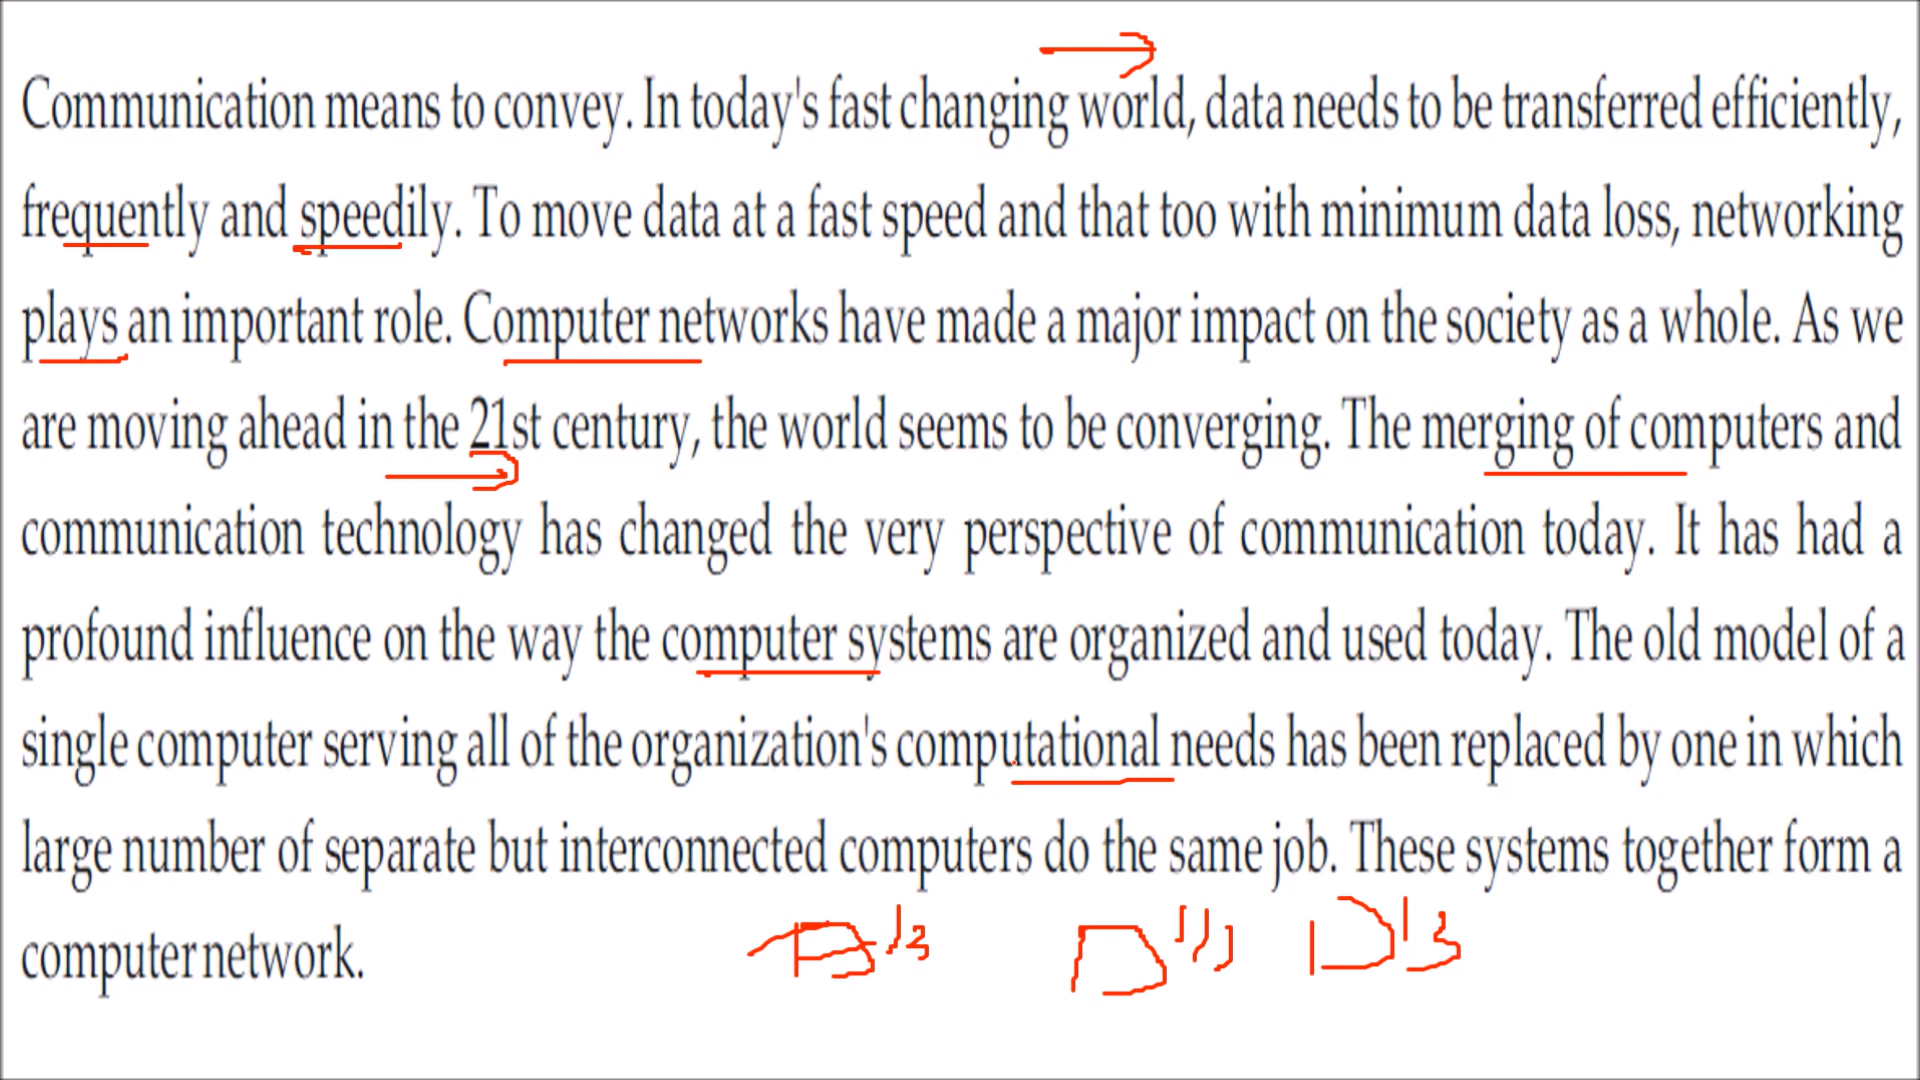 Communication means to convey. In today's fast changing world, data needs to be transferred efficiently,
frequently and speedily. To move data at a fast speed and that too with minimum data loss, networking
plays an important role. Computer networks have made a major impact on the society as a whole. As we
are moving ahead in the 21st century, the world seems to be converging. The merging of computers and
communication technology has changed the very perspective of communication today. It has had a
profound influence on the way the computer systems are organized and used today. The old model of a
single computer serving all of the organization's computational needs has been replaced by one in which
large number of separate but interconnected computers do the same job. These systems together form a
computer network.